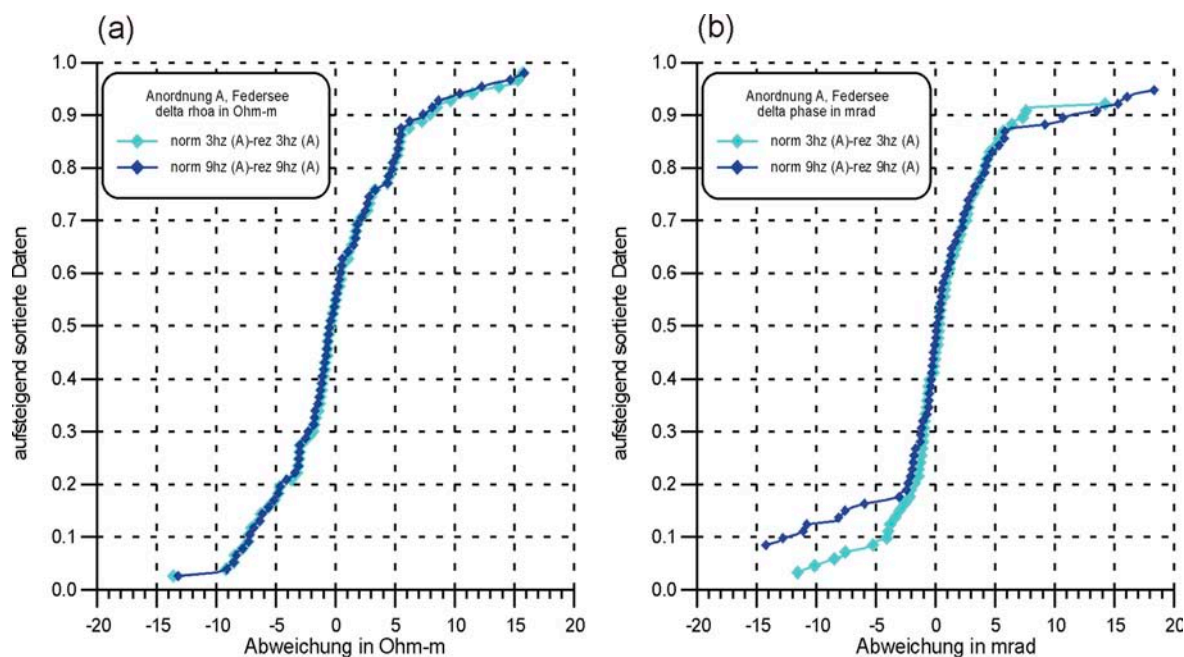 (a)
1.0
0.9
0.8
0.7
0.6
0.5
0.4
0.3
0.2
0.1
0.0
aufsteigend sortierte Daten
Anordnung A, Federsee
delta rhoa in Ohm-m
norm 3hz (A)-rez 3hz (A)
norm 9hz (A)-rez 9hz (A)
-20 -15 -10 -5 0 5 10 15 20
Abweichung in Ohm-m
(b)
1.0
0.9
0.8
0.7
0.6
0.5
0.4
0.3
0.2
0.1
0.0
aufsteigend sortierte Daten
Anordnung A, Federsee
delta phase in mrad
norm 3hz (A)-rez 3hz (A)
norm 9hz (A)-rez 9hz (A)
-20 -15 -10 -5 0 5 10 15 20
Abweichung in mrad